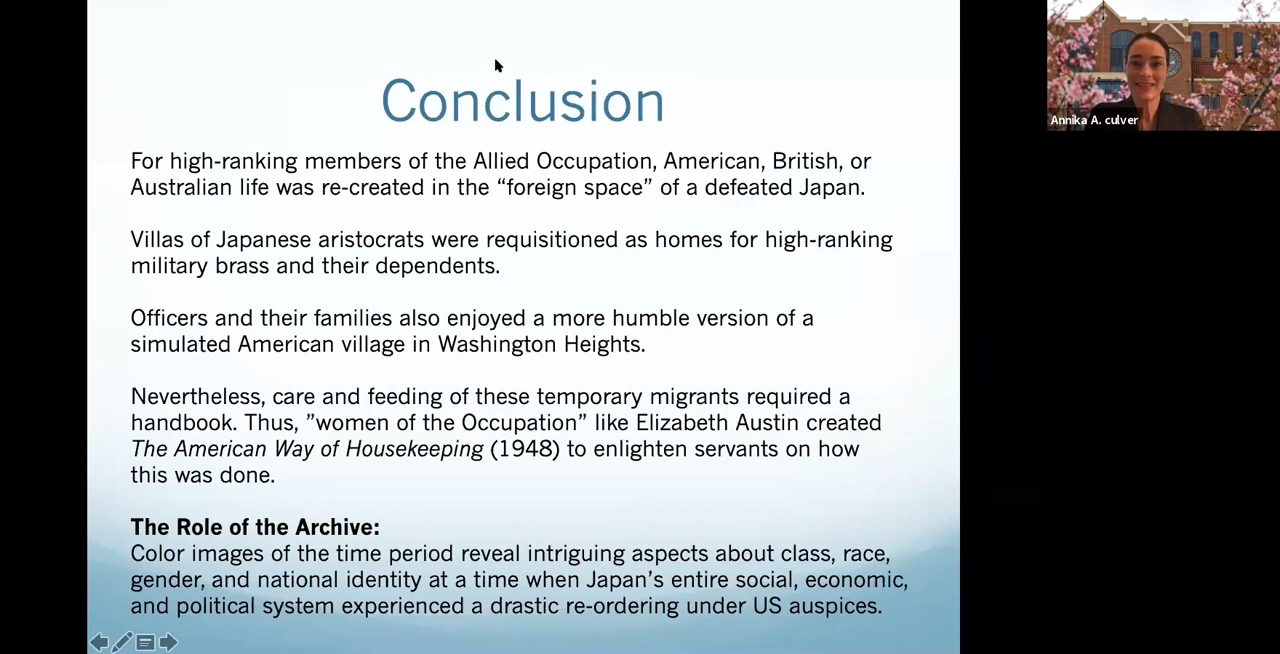 Conclusion
For high-ranking members of the Allied Occupation, American, British, or
Australian life was re-created in the “foreign space” of a defeated Japan.
Villas of Japanese aristocrats were requisitioned as homes for high-ranking
military brass and their dependents.
Officers and their families also enjoyed a more humble version of a
simulated American village in Washington Heights.
Nevertheless, care and feeding of these temporary migrants required a
handbook. Thus, ”women of the Occupation” like Elizabeth Austin created
The American Way of Housekeeping (1948) to enlighten servants on how
this was done.
The Role of the Archive:
Color images of the time period reveal intriguing aspects about class, race,
gender, and national identity at a time when Japan’s entire social, economic,
and political system experienced a drastic re-ordering under US auspices.
Annika A. culver